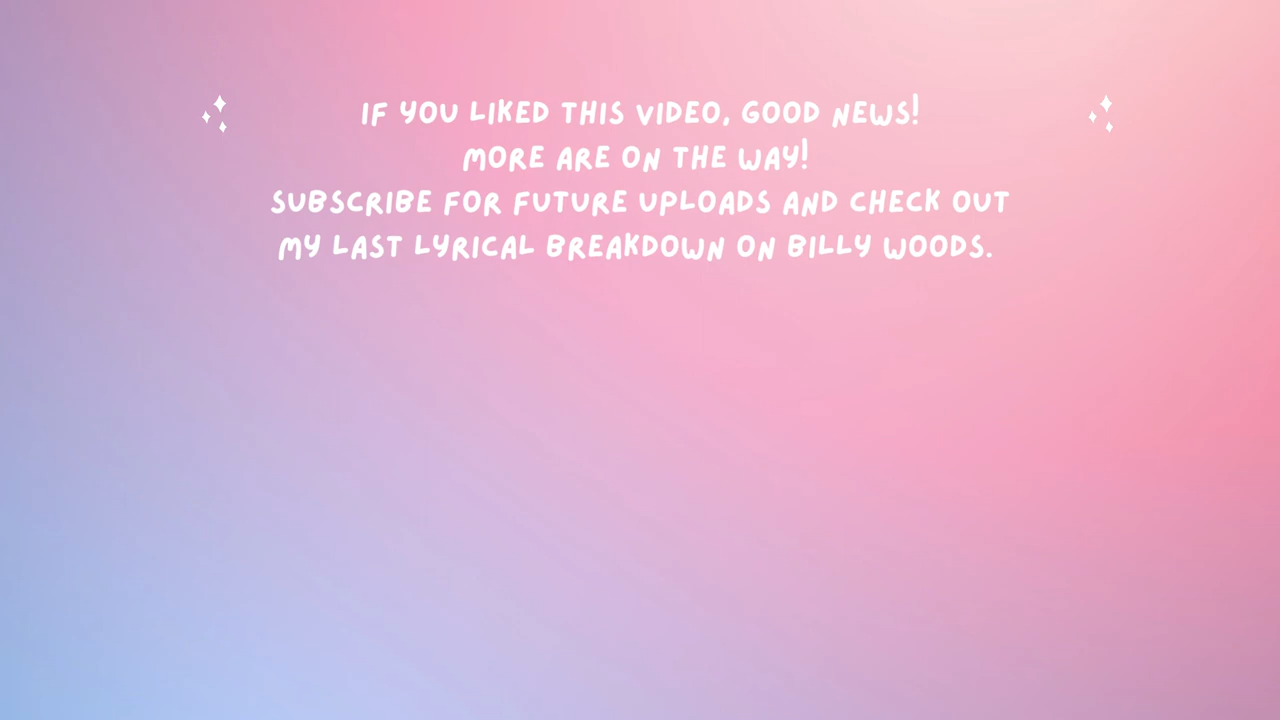 IF YOU LIKED THIS VIDEO, GOOD NEWS!
MORE ARE ON THE WAY!
SUBSCRIBE FOR FUTURE UPLOADS AND CHECK OUT
MY LAST LYRICAL BREAKDOWN ON BILLY WOODS.